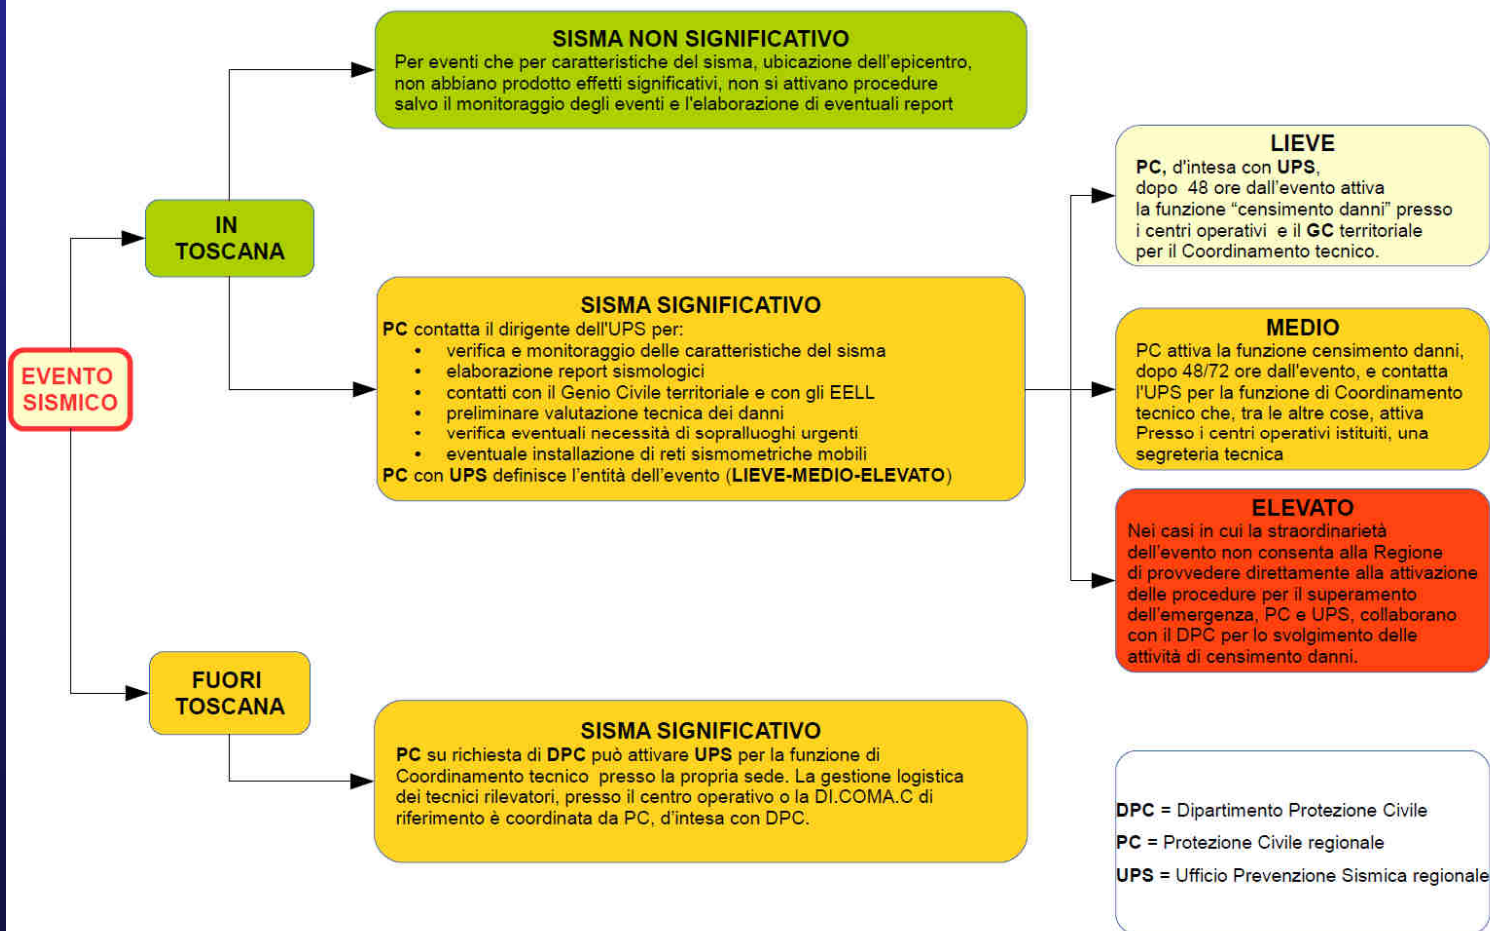 EVENTO
SISMICO
IN
TOSCANA
SISMA NON SIGNIFICATIVO
Per eventi che per caratteristiche del sisma, ubicazione dell'epicentro,
non abbiano prodotto effetti significativi, non si attivano procedure
salvo il monitoraggio degli eventi e l'elaborazione di eventuali report
SISMA SIGNIFICATIVO
PC contatta il dirigente dell'UPS per:
• verifica e monitoraggio delle caratteristiche del sisma
• elaborazione report sismologici
• contatti con il Genio Civile territoriale e con gli EELL
• preliminare valutazione tecnica dei danni
• verifica eventuali necessità di sopralluoghi urgenti
• eventuale installazione di reti sismometriche mobili
PC con UPS definisce l'entità dell'evento (LIEVE-MEDIO-ELEVATO)
LIEVE
PC, d'intesa con UPS,
dopo 48 ore dall'evento attiva
la funzione “censimento danni” presso
i centri operativi e il GC territoriale
per il Coordinamento tecnico.
MEDIO
PC attiva la funzione censimento danni,
dopo 48/72 ore dall'evento, e contatta
l'UPS per la funzione di Coordinamento
tecnico che, tra le altre cose, attiva
Presso i centri operativi istituiti, una
segreteria tecnica
ELEVATO
Nei casi in cui la straordinarietà
dell'evento non consenta alla Regione
di provvedere direttamente alla attivazione
delle procedure per il superamento
dell'emergenza, PC e UPS, collaborano
con il DPC per lo svolgimento delle
attività di censimento danni.
FUORI
TOSCANA
SISMA SIGNIFICATIVO
PC su richiesta di DPC può attivare UPS per la funzione di
Coordinamento tecnico presso la propria sede. La gestione logistica
dei tecnici rilevatori, presso il centro operativo o la DI.COMA.C di
riferimento è coordinata da PC, d'intesa con DPC.
DPC = Dipartimento Protezione Civile
PC = Protezione Civile regionale
UPS = Ufficio Prevenzione Sismica regionale